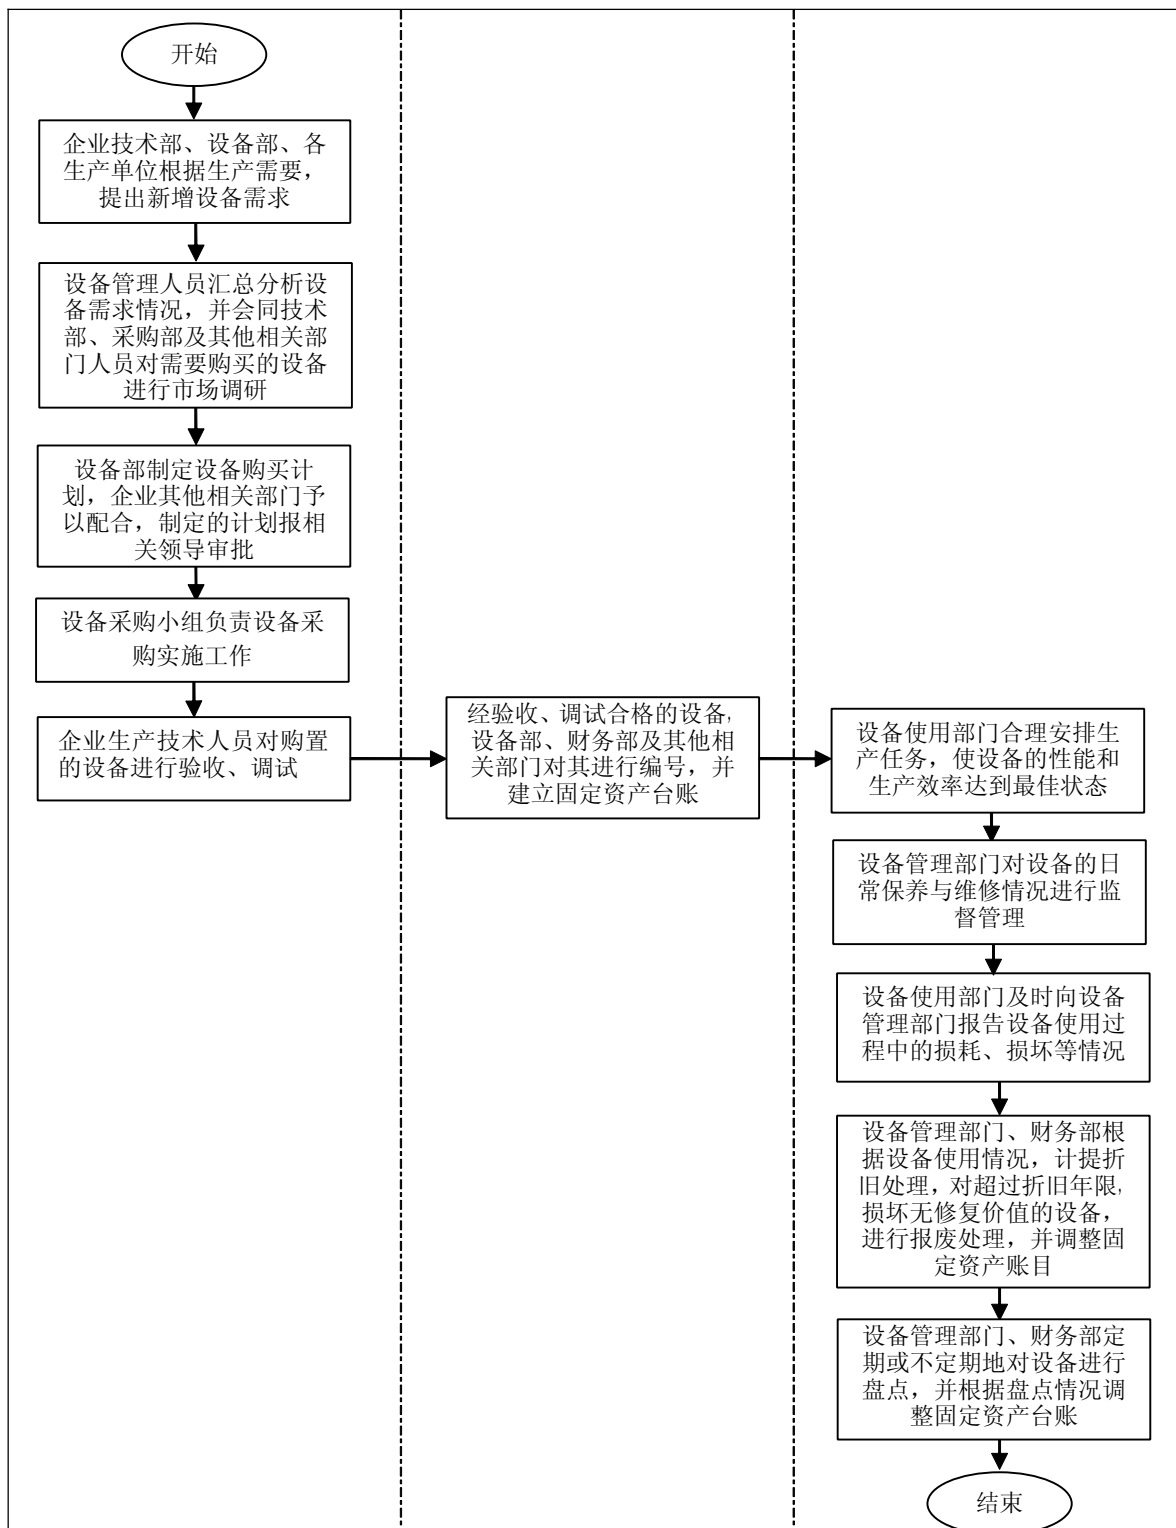 开始
企业技术部、设备部、各
生产单位根据生产需要，
提出新增设备需求
设备管理人员汇总分析设
备需求情况，并会同技术
部、采购部及其他相关部
门人员对需要购买的设备
进行市场调研
设备部制定设备购买计
划，企业其他相关部门予
以配合，制定的计划报相
关领导审批
设备采购小组负责设备采
购实施工作
企业生产技术人员对购置
的设备进行验收、调试
经验收、调试合格的设备，
设备部、财务部及其他相
关部门对其进行编号，并
建立固定资产台账
设备使用部门合理安排生
产任务，使设备的性能和
生产效率达到最佳状态
设备管理部门对设备的日
常保养与维修情况进行监
督管理
设备使用部门及时向设备
管理部门报告设备使用过
程中的损耗、损坏等情况
设备管理部门、财务部根
据设备使用情况，计提折
旧处理，对超过折旧年限，
损坏无修复价值的设备，
进行报废处理，并调整固
定资产账目
设备管理部门、财务部定
期或不定期地对设备进行
盘点，并根据盘点情况调
整固定资产台账
结束